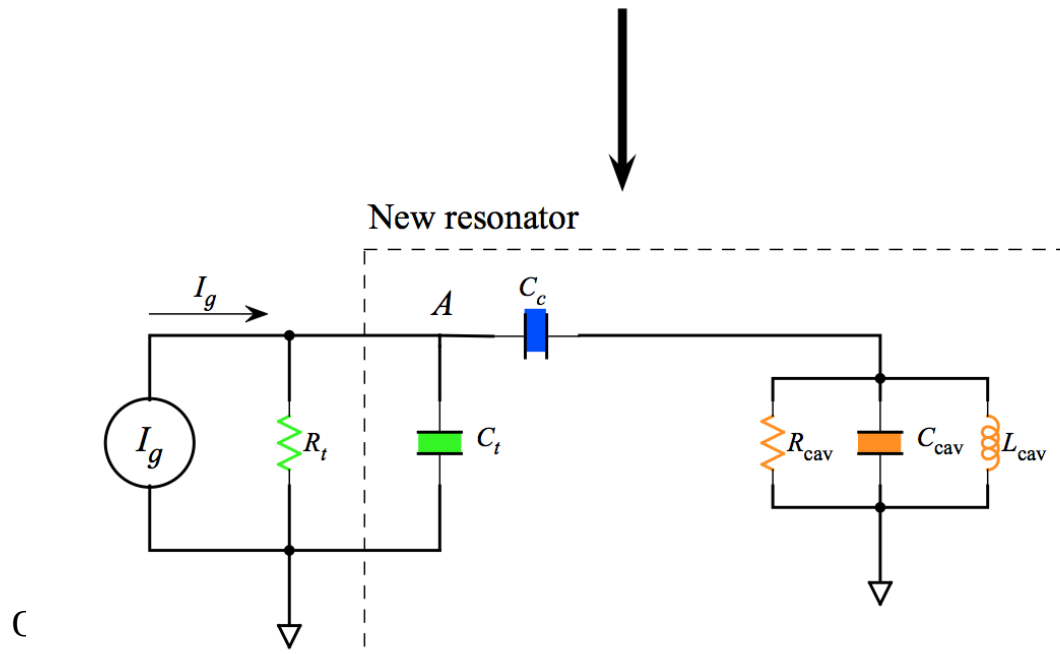 New resonator
I_g
A
C_c
I_g
R_t
C_t
R_cav
C_cav
L_cav